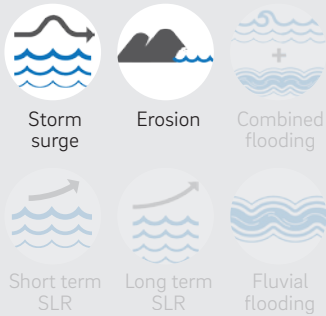 Storm
surge
Erosion
Combined
flooding
Short term
SLR
Long term
SLR
Fluvial
flooding